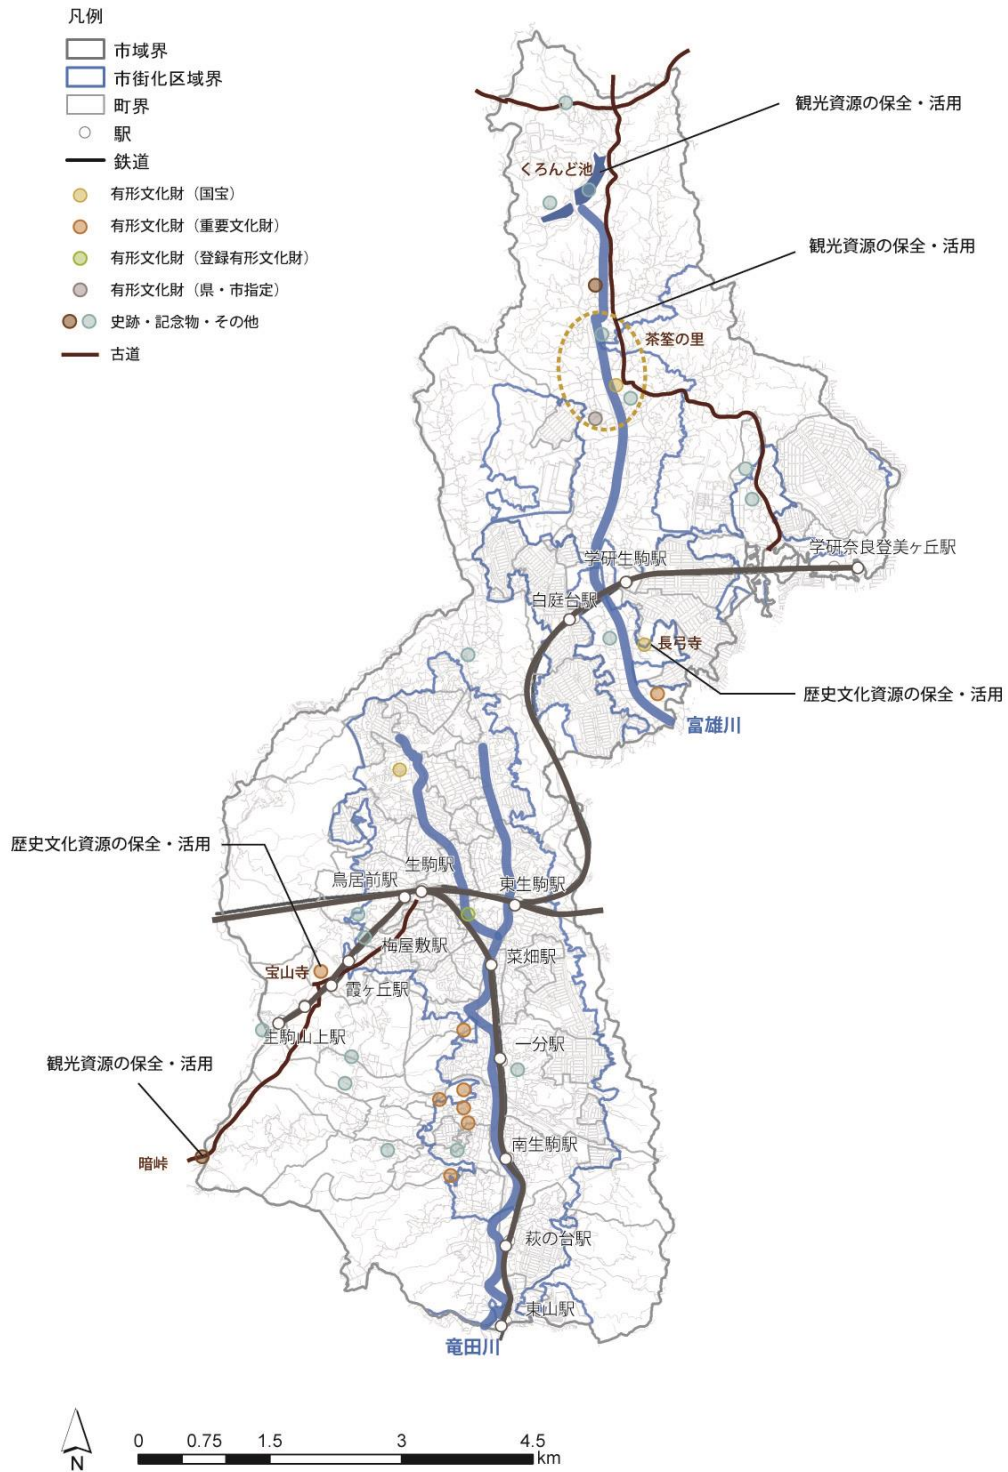 凡例
市域界
市街化区域界
町界
駅
鉄道
有形文化財（国宝）
有形文化財（重要文化財）
有形文化財（登録有形文化財）
有形文化財（県・市指定）
史跡・記念物・その他
古道
観光資源の保全・活用
くろんど池
観光資源の保全・活用
茶筌の里
学研奈良登美ヶ丘駅
学研生駒駅
白庭台駅
長弓寺
歴史文化資源の保全・活用
富雄川
歴史文化資源の保全・活用
生駒駅
鳥居前駅
東生駒駅
梅屋敷駅
菜畑駅
宝山寺
霞ヶ丘駅
生駒山上駅
一分駅
観光資源の保全・活用
南生駒駅
暗峠
萩の台駅
東山駅
竜田川
N
0 0.75 1.5 3 4.5
km